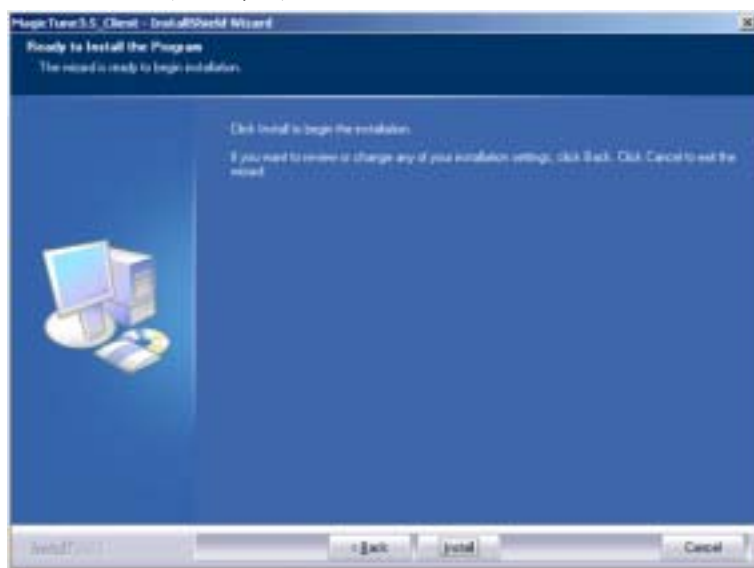 MagicTune3.5_Client - InstallShield Wizard
Ready to Install the Program
The wizard is ready to begin installation.
Click Install to begin the installation.
If you want to review or change any of your installation settings, click Back. Click Cancel to exit the
wizard.
InstallShield
< Back
Install
Cancel